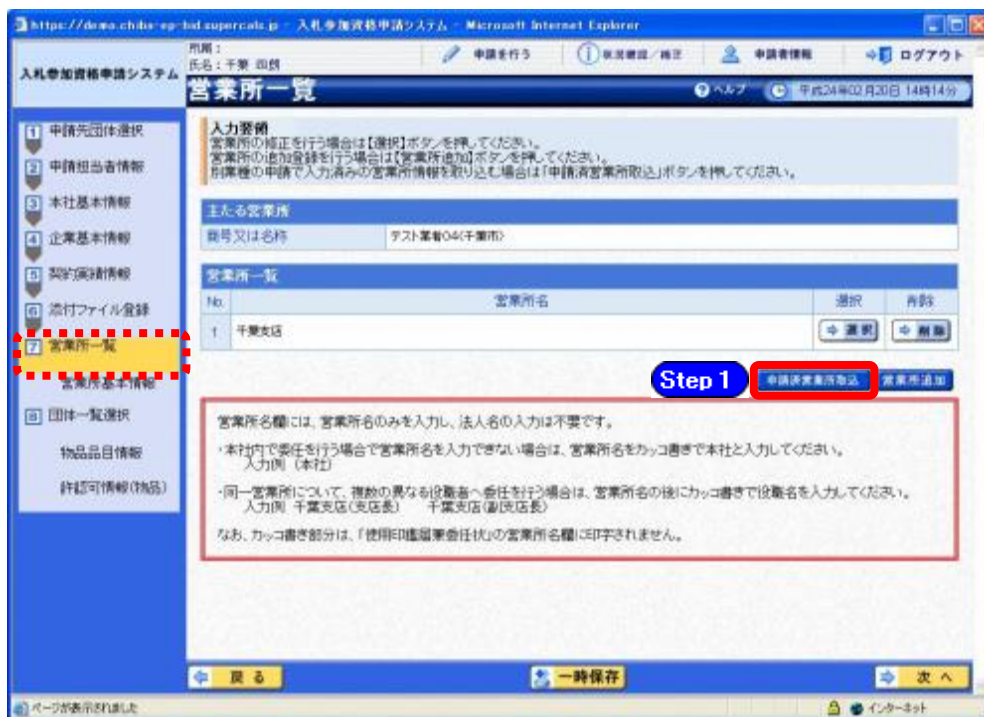 https://demo.chiba-ep-bid.supercals.jp - 入札参加資格申請システム - Microsoft Internet Explorer
入札参加資格申請システム
所属：
氏名：千葉 四朗
申請を行う
状況確認／補正
申請者情報
ログアウト
営業所一覧
ヘルプ
平成24年02月20日 14時14分
1 申請先団体選択
2 申請担当者情報
3 本社基本情報
4 企業基本情報
5 契約実績情報
6 添付ファイル登録
7 営業所一覧
営業所基本情報
8 団体一覧選択
物品品目情報
許認可情報(物品)
入力要領
営業所の修正を行う場合は【選択】ボタンを押してください。
営業所の追加登録を行う場合は【営業所追加】ボタンを押してください。
別業種の申請で入力済みの営業所情報を取り込む場合は「申請済営業所取込」ボタンを押してください。
主たる営業所
商号又は名称 テスト業者04(千葉市)
営業所一覧
No. 営業所名 選択 削除
1 千葉支店 選択 削除
Step 1 申請済営業所取込 営業所追加
営業所名欄には、営業所名のみを入力し、法人名の入力は不要です。
・本社内で委任を行う場合で営業所名を入力できない場合は、営業所名をカッコ書きで本社と入力してください。
入力例 (本社)
・同一営業所について、複数の異なる役職者へ委任を行う場合は、営業所名の後にカッコ書きで役職名を入力してください。
入力例 千葉支店(支店長) 千葉支店(副支店長)
なお、カッコ書き部分は、「使用印鑑届兼委任状」の営業所名欄に印字されません。
戻る
一時保存
次へ
ページが表示されました
インターネット